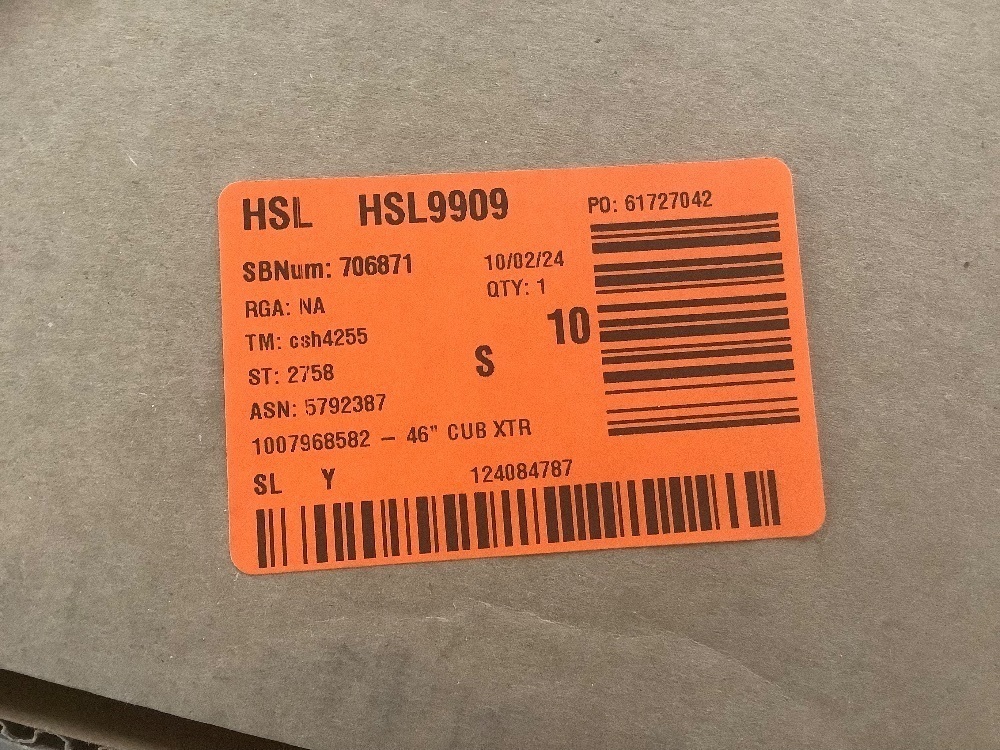 HSL HSL9909 PO: 61727042
SBNum: 706871 10/02/24
RGA: NA QTY: 1
TM: csh4255 10
ST: 2758 S
ASN: 5792387
1007968582 – 46" CUB XTR
SL Y 124084787